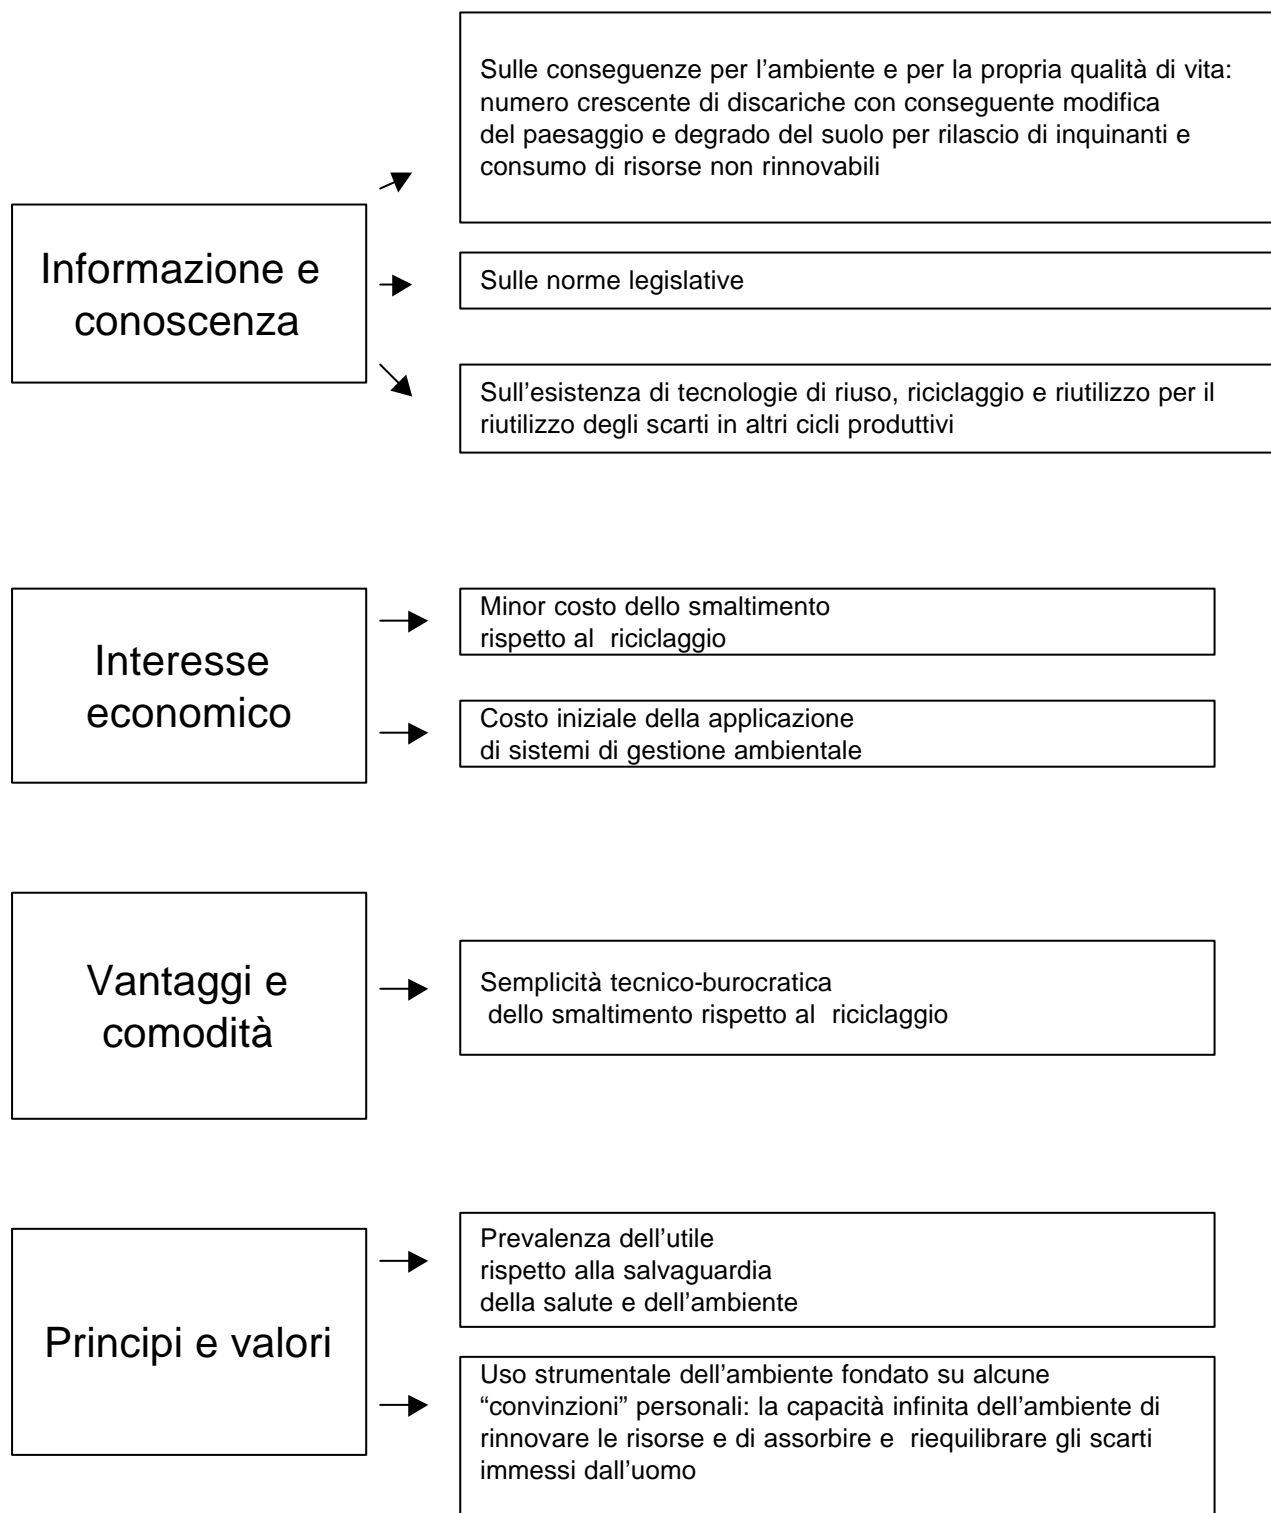 Sulle conseguenze per l’ambiente e per la propria qualità di vita:
numero crescente di discariche con conseguente modifica
del paesaggio e degrado del suolo per rilascio di inquinanti e
consumo di risorse non rinnovabili
Informazione e
conoscenza
Sulle norme legislative
Sull’esistenza di tecnologie di riuso, riciclaggio e riutilizzo per il
riutilizzo degli scarti in altri cicli produttivi
Interesse
economico
Minor costo dello smaltimento
rispetto al riciclaggio
Costo iniziale della applicazione
di sistemi di gestione ambientale
Vantaggi e
comodità
Semplicità tecnico-burocratica
dello smaltimento rispetto al riciclaggio
Principi e valori
Prevalenza dell’utile
rispetto alla salvaguardia
della salute e dell’ambiente
Uso strumentale dell’ambiente fondato su alcune
“convinzioni” personali: la capacità infinita dell’ambiente di
rinnovare le risorse e di assorbire e riequilibrare gli scarti
immessi dall’uomo